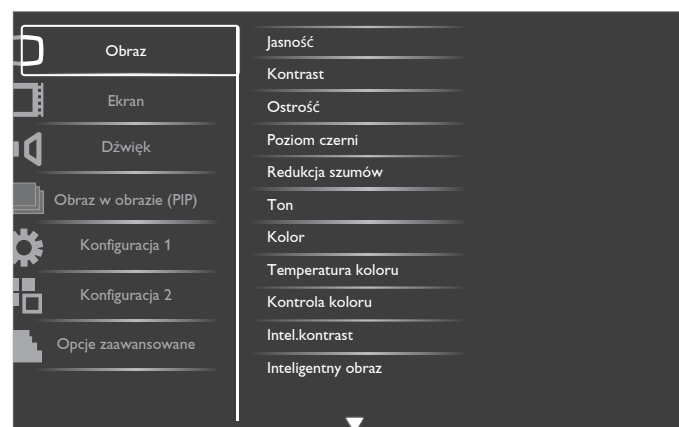 Obraz
Ekran
Dźwięk
Obraz w obrazie (PIP)
Konfiguracja 1
Konfiguracja 2
Opcje zaawansowane
Jasność
Kontrast
Ostrość
Poziom czerni
Redukcja szumów
Ton
Kolor
Temperatura koloru
Kontrola koloru
Intel.kontrast
Inteligentny obraz